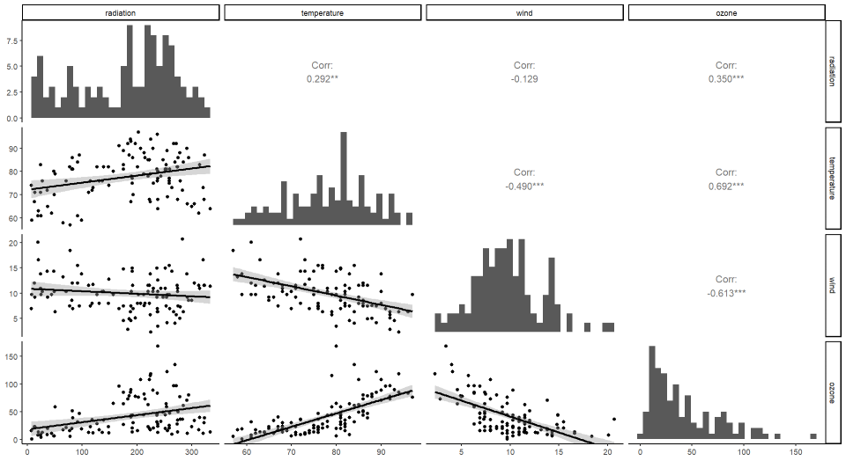 radiation temperature wind ozone
7.5
5.0
2.5
0.0
Corr:
0.292**
Corr:
-0.129
Corr:
0.350***
radiation
90
80
70
60
Corr:
-0.490***
Corr:
0.692***
temperature
20
15
10
5
Corr:
-0.613***
wind
150
100
50
0
ozone
0 100 200 300 60 70 80 90 5 10 15 20 0 50 100 150